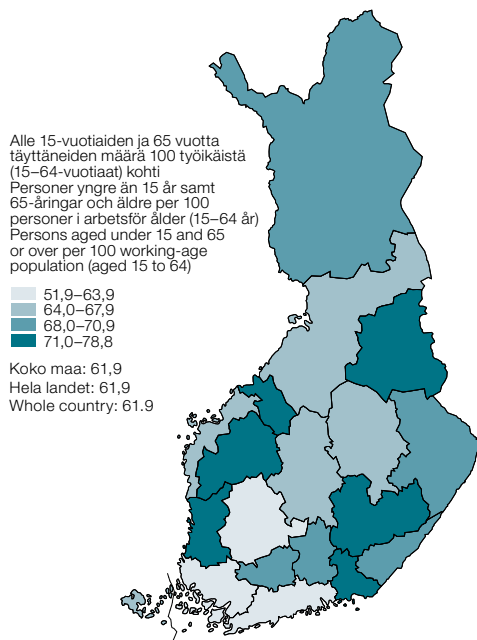 Alle 15-vuotiaiden ja 65 vuotta
täyttäneiden määrä 100 työikäistä
(15–64-vuotiaat) kohti
Personer yngre än 15 år samt
65-åringar och äldre per 100
personer i arbetsför ålder (15–64 år)
Persons aged under 15 and 65
or over per 100 working-age
population (aged 15 to 64)
51,9–63,9
64,0–67,9
68,0–70,9
71,0–78,8
Koko maa: 61,9
Hela landet: 61,9
Whole country: 61.9